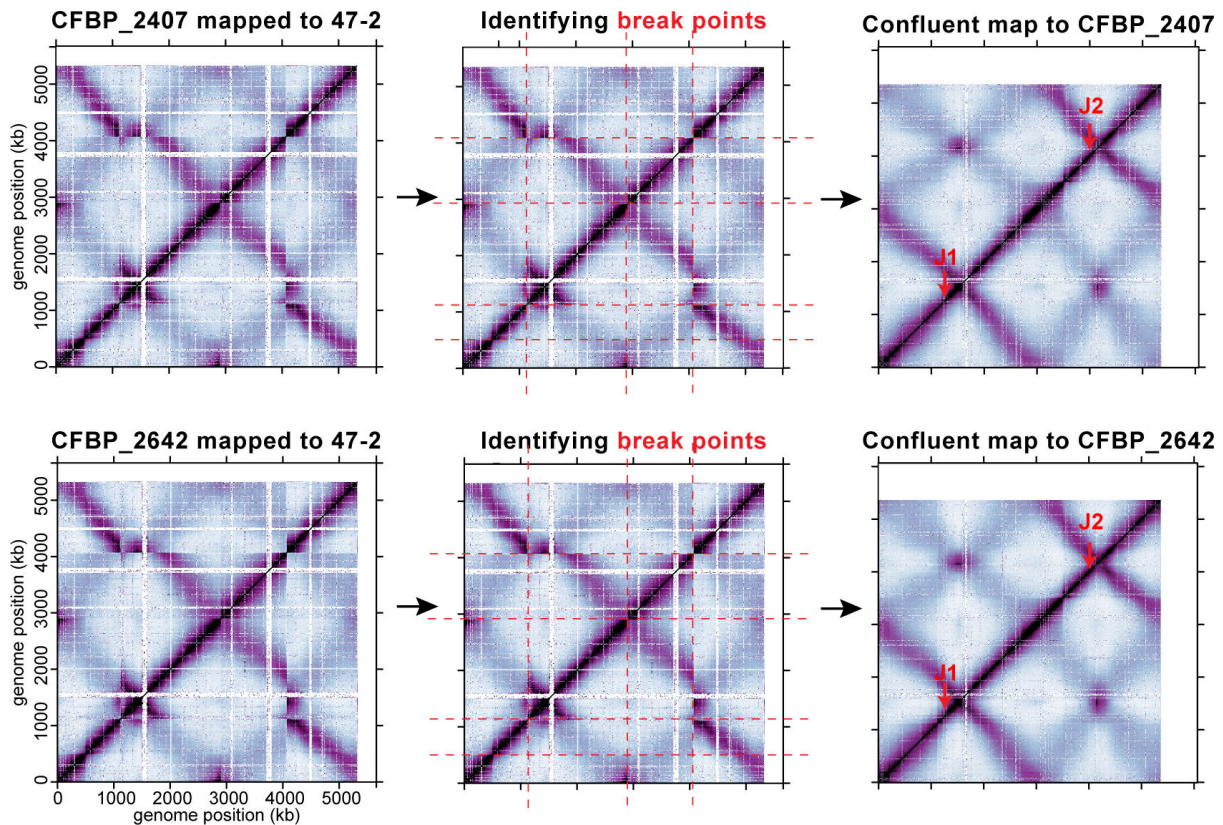 CFBP_2407 mapped to 47-2
Identifying break points
Confluent map to CFBP_2407
genome position (kb)
5000
4000
3000
2000
1000
0
J1
J2
CFBP_2642 mapped to 47-2
Identifying break points
Confluent map to CFBP_2642
genome position (kb)
5000
4000
3000
2000
1000
0
J1
J2
0 1000 2000 3000 4000 5000
genome position (kb)